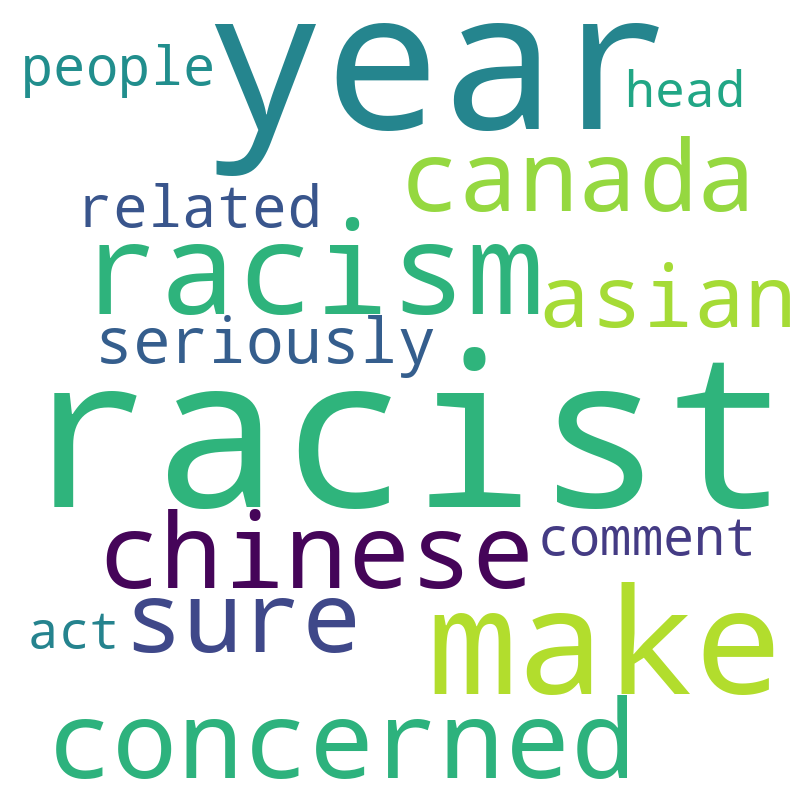 people
year
head
canada
related
racism
asian
seriously
racist
chinese
comment
act
sure
make
concerned